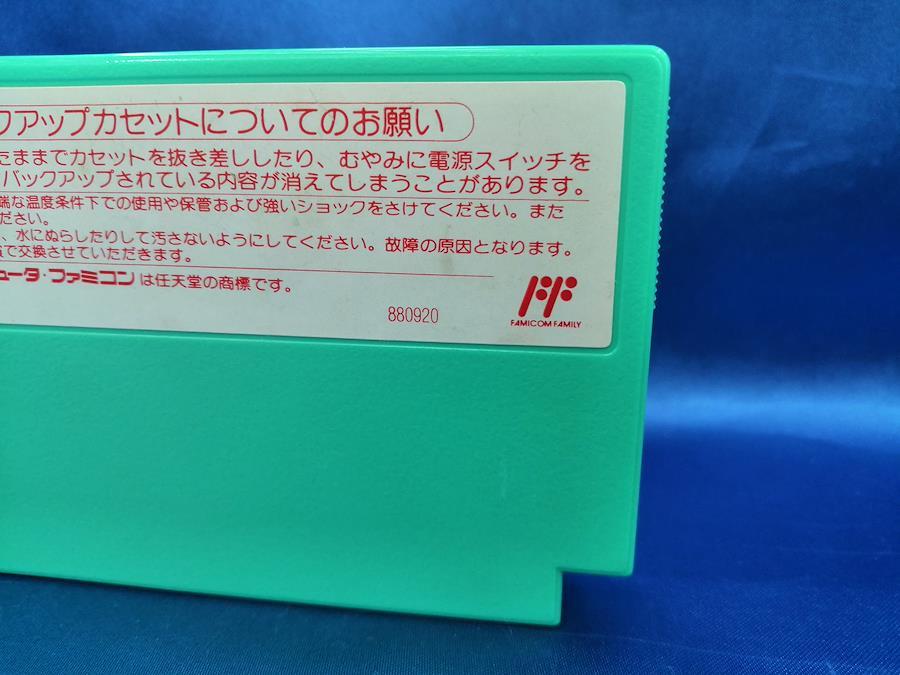 クアップカセットについてのお願い
たままでカセットを抜き差ししたり、むやみに電源スイッチを
バックアップされている内容が消えてしまうことがあります。
端な温度条件下での使用や保管および強いショックをさけてください。また
ださい。
、水にぬらしたりして汚さないようにしてください。故障の原因となります。
で交換させていただきます。
ュータ・ファミコンは任天堂の商標です。
880920
FAMICOM FAMILY